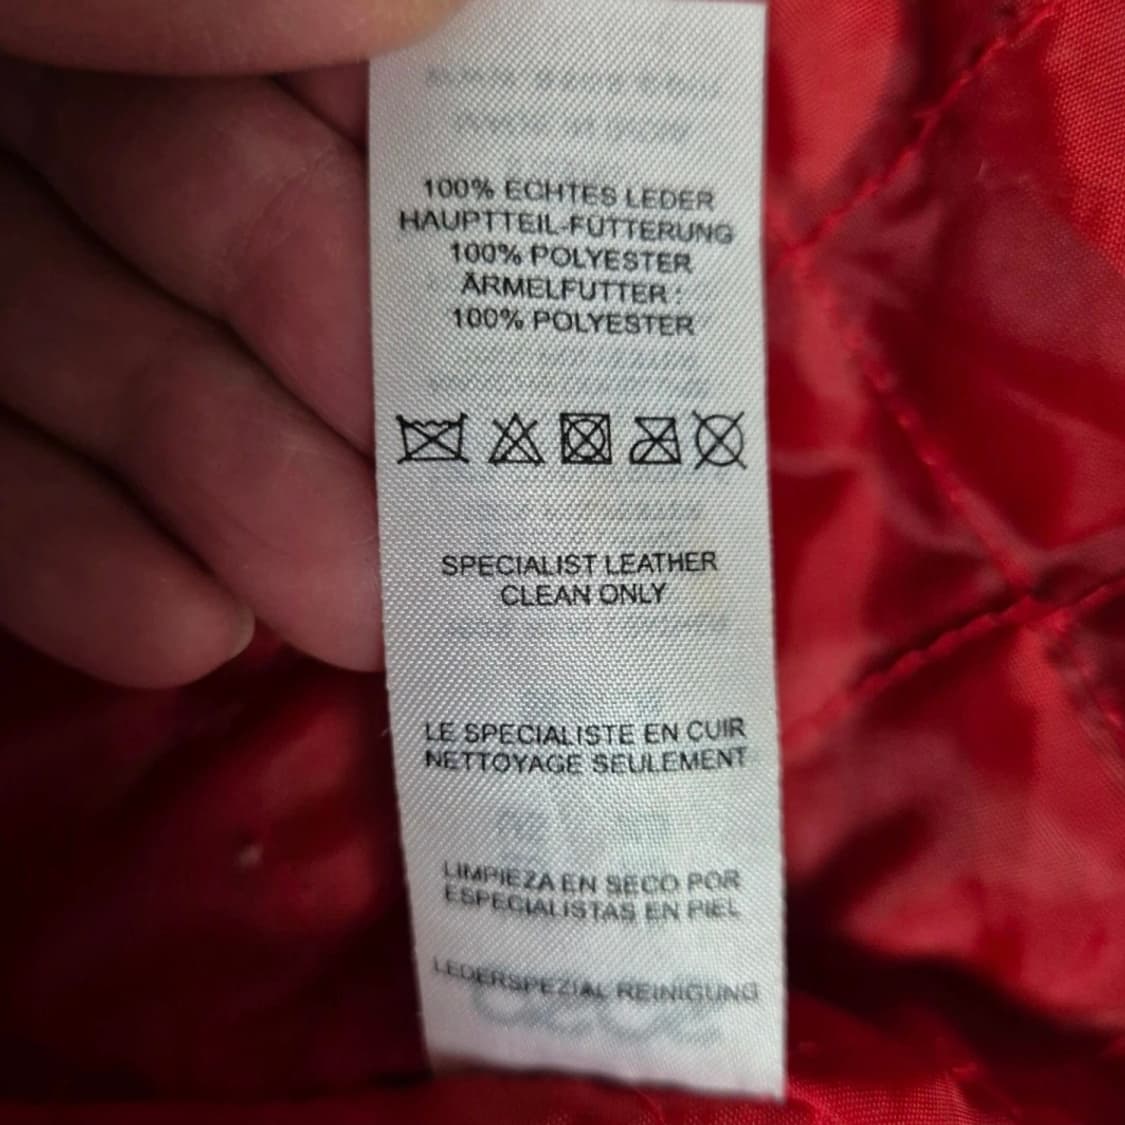 100% ECHTES LEDER
HAUPTTEIL-FÜTTERUNG
100% POLYESTER
ÄRMELFUTTER :
100% POLYESTER
SPECIALIST LEATHER
CLEAN ONLY
LE SPECIALISTE EN CUIR
NETTOYAGE SEULEMENT
LIMPIEZA EN SECO POR
ESPECIALISTAS EN PIEL
LEDERSPEZIAL REINIGUNG